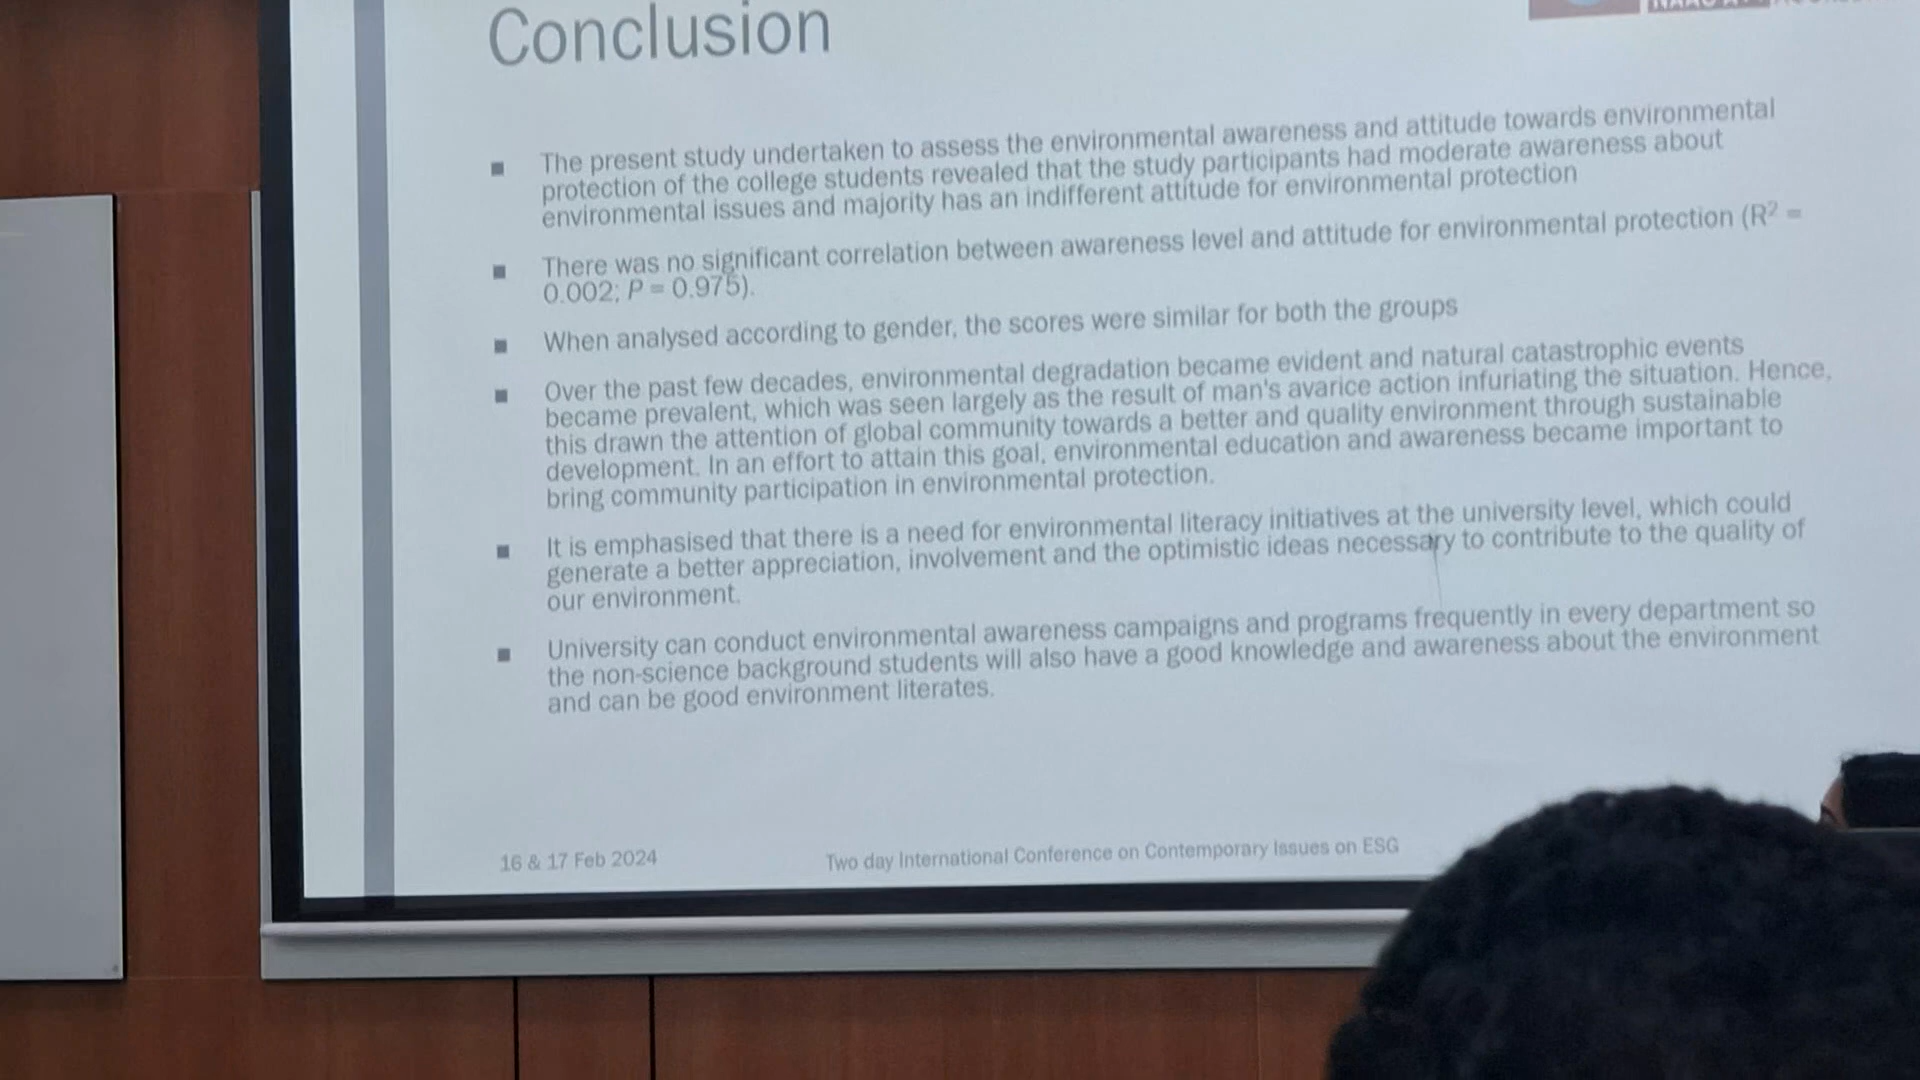 Conclusion
■ The present study undertaken to assess the environmental awareness and attitude towards environmental
protection of the college students revealed that the study participants had moderate awareness about
environmental issues and majority has an indifferent attitude for environmental protection
■ There was no significant correlation between awareness level and attitude for environmental protection (R² =
0.002; P = 0.975).
■ When analysed according to gender, the scores were similar for both the groups
■ Over the past few decades, environmental degradation became evident and natural catastrophic events
became prevalent, which was seen largely as the result of man's avarice action infuriating the situation. Hence,
this drawn the attention of global community towards a better and quality environment through sustainable
development. In an effort to attain this goal, environmental education and awareness became important to
bring community participation in environmental protection.
■ It is emphasised that there is a need for environmental literacy initiatives at the university level, which could
generate a better appreciation, involvement and the optimistic ideas necessary to contribute to the quality of
our environment.
■ University can conduct environmental awareness campaigns and programs frequently in every department so
the non-science background students will also have a good knowledge and awareness about the environment
and can be good environment literates.
16 & 17 Feb 2024
Two day International Conference on Contemporary Issues on ESG